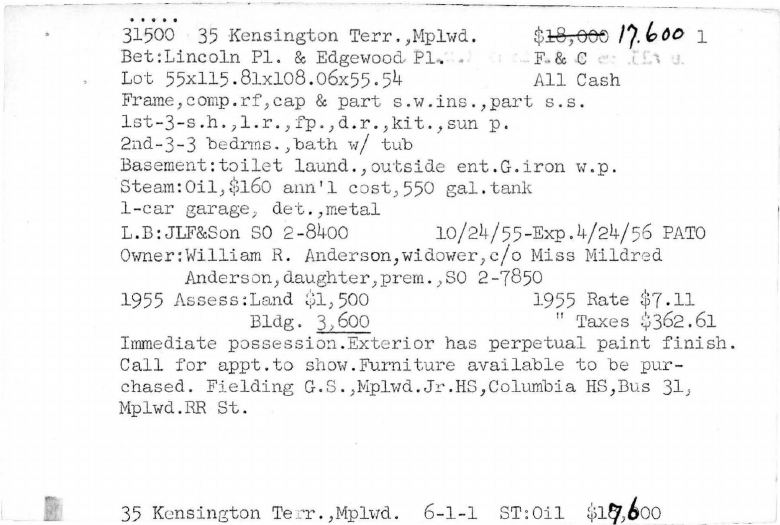 31500 35 Kensington Terr.,Mplwd. $18,000 17.600 1
Bet:Lincoln Pl. & Edgewood Pl. F & C
Lot 55x115.81x108.06x55.54 All Cash
Frame,comp.rf,cap & part s.w.ins.,part s.s.
1st-3-s.h.,l.r.,fp.,d.r.,kit.,sun p.
2nd-3-3 bedrms.,bath w/ tub
Basement:toilet laund.,outside ent.G.iron w.p.
Steam:Oil,$160 ann'l cost,550 gal.tank
1-car garage, det.,metal
L.B:JLF&Son SO 2-8400 10/24/55-Exp.4/24/56 PATO
Owner:William R. Anderson,widower,c/o Miss Mildred
Anderson,daughter,prem.,SO 2-7850
1955 Assess:Land $1,500 1955 Rate $7.11
Bldg. 3,600 " Taxes $362.61
Immediate possession.Exterior has perpetual paint finish.
Call for appt.to show.Furniture available to be pur-
chased. Fielding G.S.,Mplwd.Jr.HS,Columbia HS,Bus 31,
Mplwd.RR St.
35 Kensington Terr.,Mplwd. 6-1-1 ST:Oil $17,600